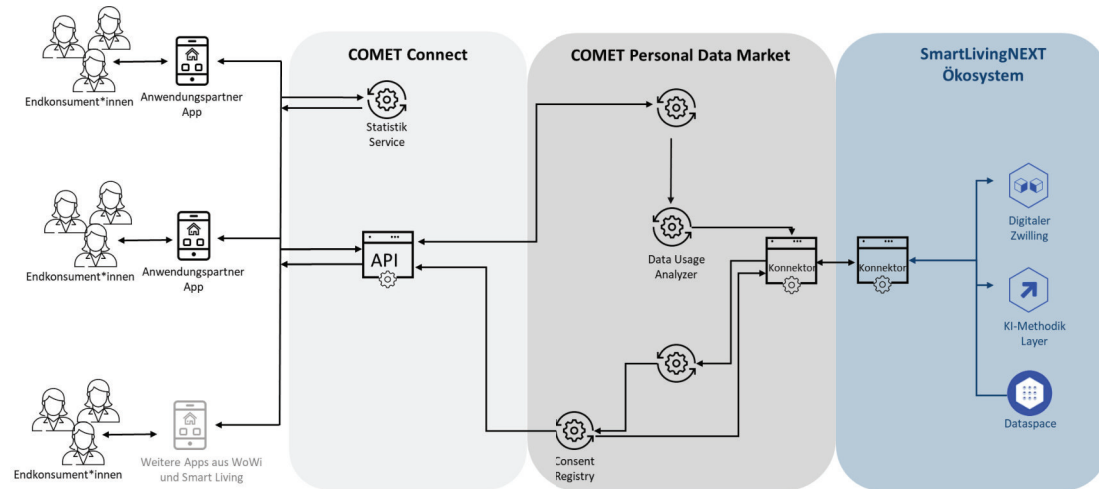 COMET Connect
COMET Personal Data Market
SmartLivingNEXT
Ökosystem
Endkonsument*innen
Anwendungspartner
App
Statistik
Service
Endkonsument*innen
Anwendungspartner
App
API
Data Usage
Analyzer
Konnektor
Konnektor
Digitaler
Zwilling
KI-Methodik
Layer
Dataspace
Endkonsument*innen
Weitere Apps aus WoWi
und Smart Living
Consent
Registry